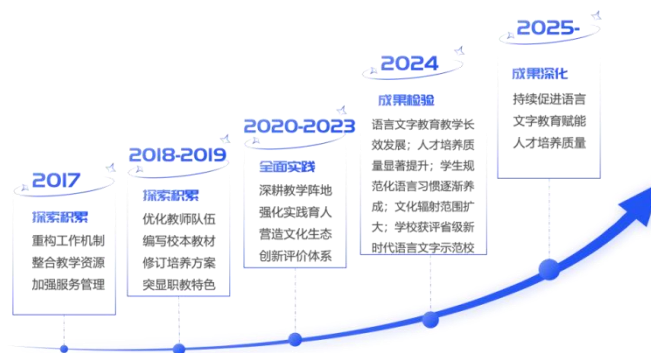 2017
探索积累
重构工作机制
整合教学资源
加强服务管理
2018-2019
探索积累
优化教师队伍
编写校本教材
修订培养方案
突显职教特色
2020-2023
全面实践
深耕教学阵地
强化实践育人
营造文化生态
创新评价体系
2024
成果检验
语言文字教育教学长
效发展；人才培养质
量显著提升；学生规
范化语言习惯逐渐养
成；文化辐射范围扩
大；学校获评省级新
时代语言文字示范校
2025-
成果深化
持续促进语言
文字教育赋能
人才培养质量